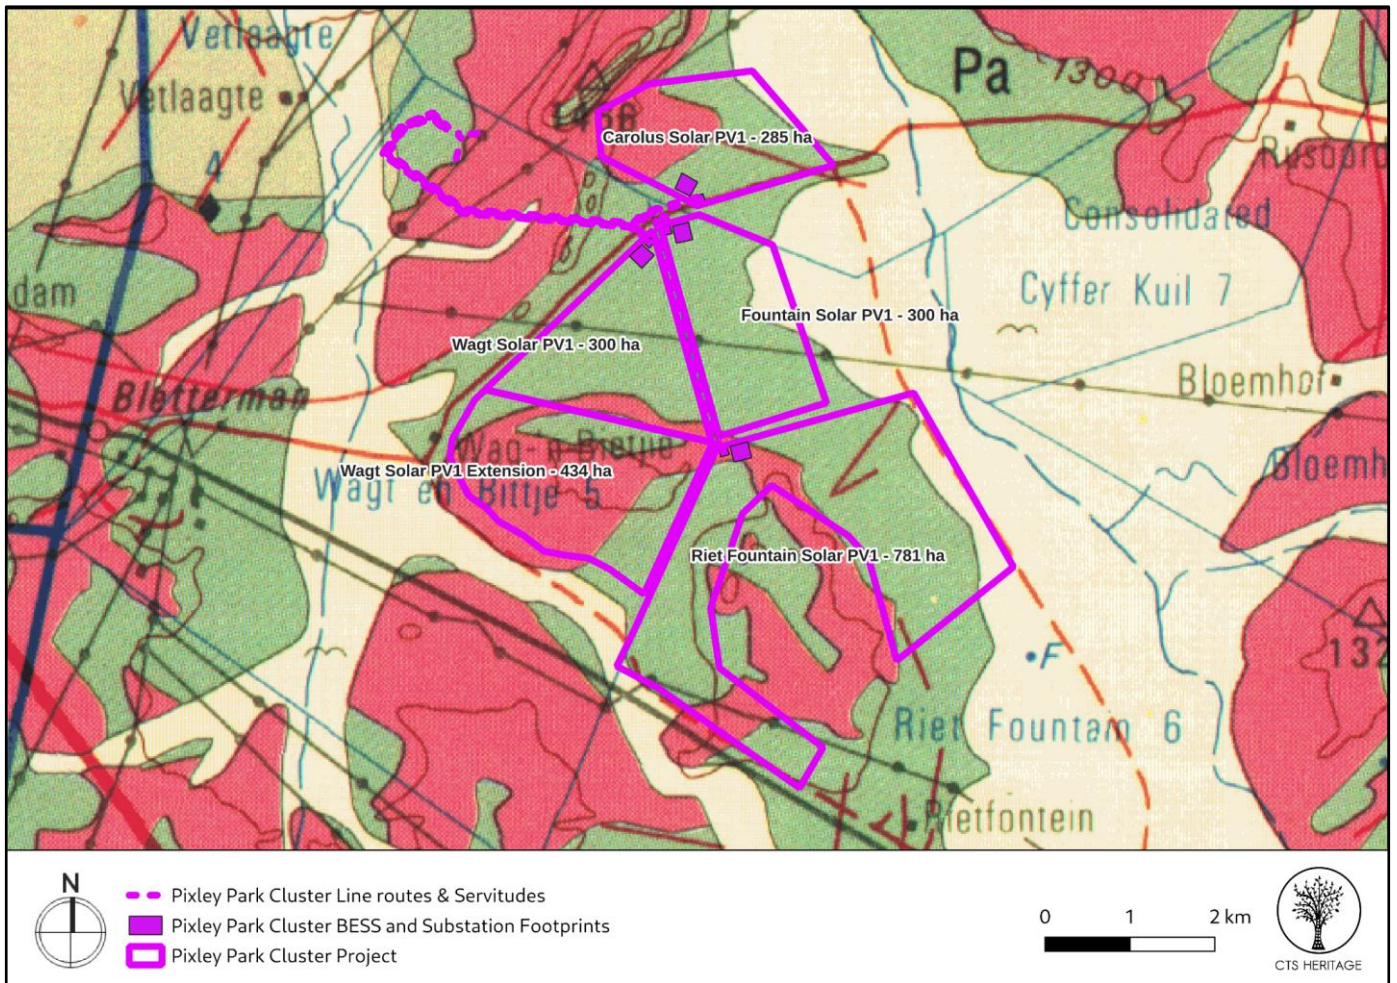 Vetlaagte
Vetlaagte
4
Pa
1300
Carolus Solar PV1 - 285 ha
Consolidated
Cyffer Kuil 7
dam
Fountain Solar PV1 - 300 ha
Wagt Solar PV1 - 300 ha
Bloemhof
Bletterman
Wag-'n-Bietjie
Wagt Solar PV1 Extension - 434 ha
Bloemh
Wagt en Bittje 5
Riet Fountain Solar PV1 - 781 ha
F
132
Riet Fountain 6
Rietfontein
N
Pixley Park Cluster Line routes & Servitudes
Pixley Park Cluster BESS and Substation Footprints
Pixley Park Cluster Project
0 1 2 km
CTS HERITAGE